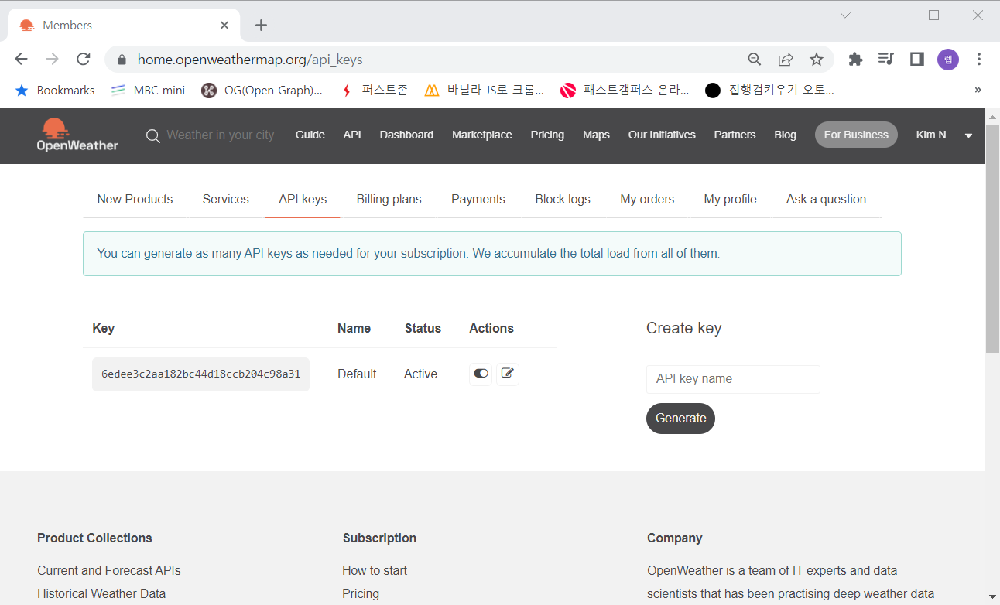 Members
home.openweathermap.org/api_keys
렙
Bookmarks MBC mini OG(Open Graph)... 퍼스트존 바닐라 JS로 크롬... 패스트캠퍼스 온라... 집행검키우기 오토... »
OpenWeather Weather in your city Guide API Dashboard Marketplace Pricing Maps Our Initiatives Partners Blog For Business Kim N...
New Products Services API keys Billing plans Payments Block logs My orders My profile Ask a question
You can generate as many API keys as needed for your subscription. We accumulate the total load from all of them.
Key Name Status Actions
6edee3c2aa182bc44d18ccb204c98a31 Default Active
Create key
API key name
Generate
Product Collections
Current and Forecast APIs
Historical Weather Data
Subscription
How to start
Pricing
Company
OpenWeather is a team of IT experts and data
scientists that has been practising deep weather data